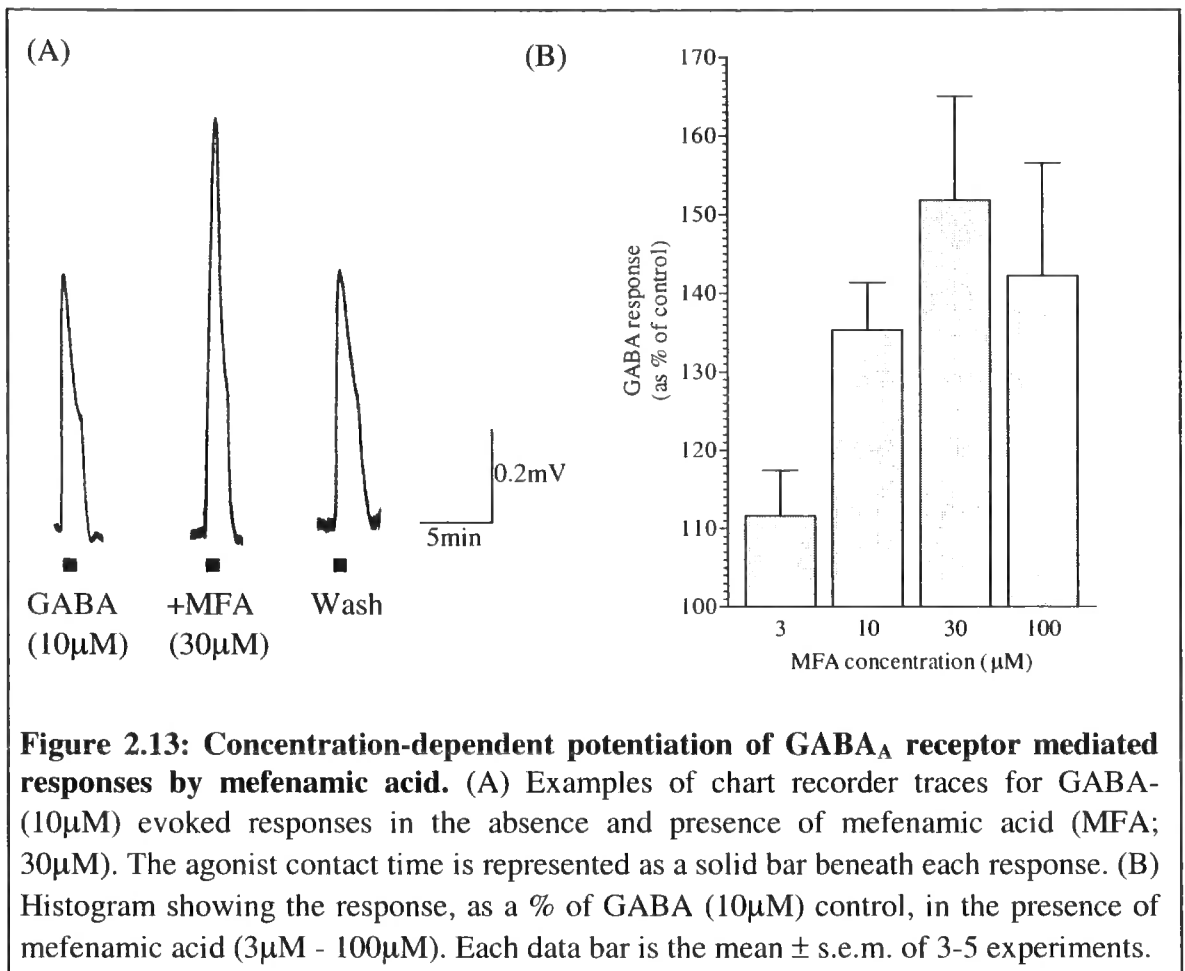 (A)
0.2mV
5min
GABA
(10µM)
+MFA
(30µM)
Wash
(B)
GABA response
(as % of control)
170
160
150
140
130
120
110
100
3 10 30 100
MFA concentration (µM)
Figure 2.13: Concentration-dependent potentiation of GABA_A receptor mediated
responses by mefenamic acid. (A) Examples of chart recorder traces for GABA-
(10µM) evoked responses in the absence and presence of mefenamic acid (MFA;
30µM). The agonist contact time is represented as a solid bar beneath each response. (B)
Histogram showing the response, as a % of GABA (10µM) control, in the presence of
mefenamic acid (3µM - 100µM). Each data bar is the mean ± s.e.m. of 3-5 experiments.